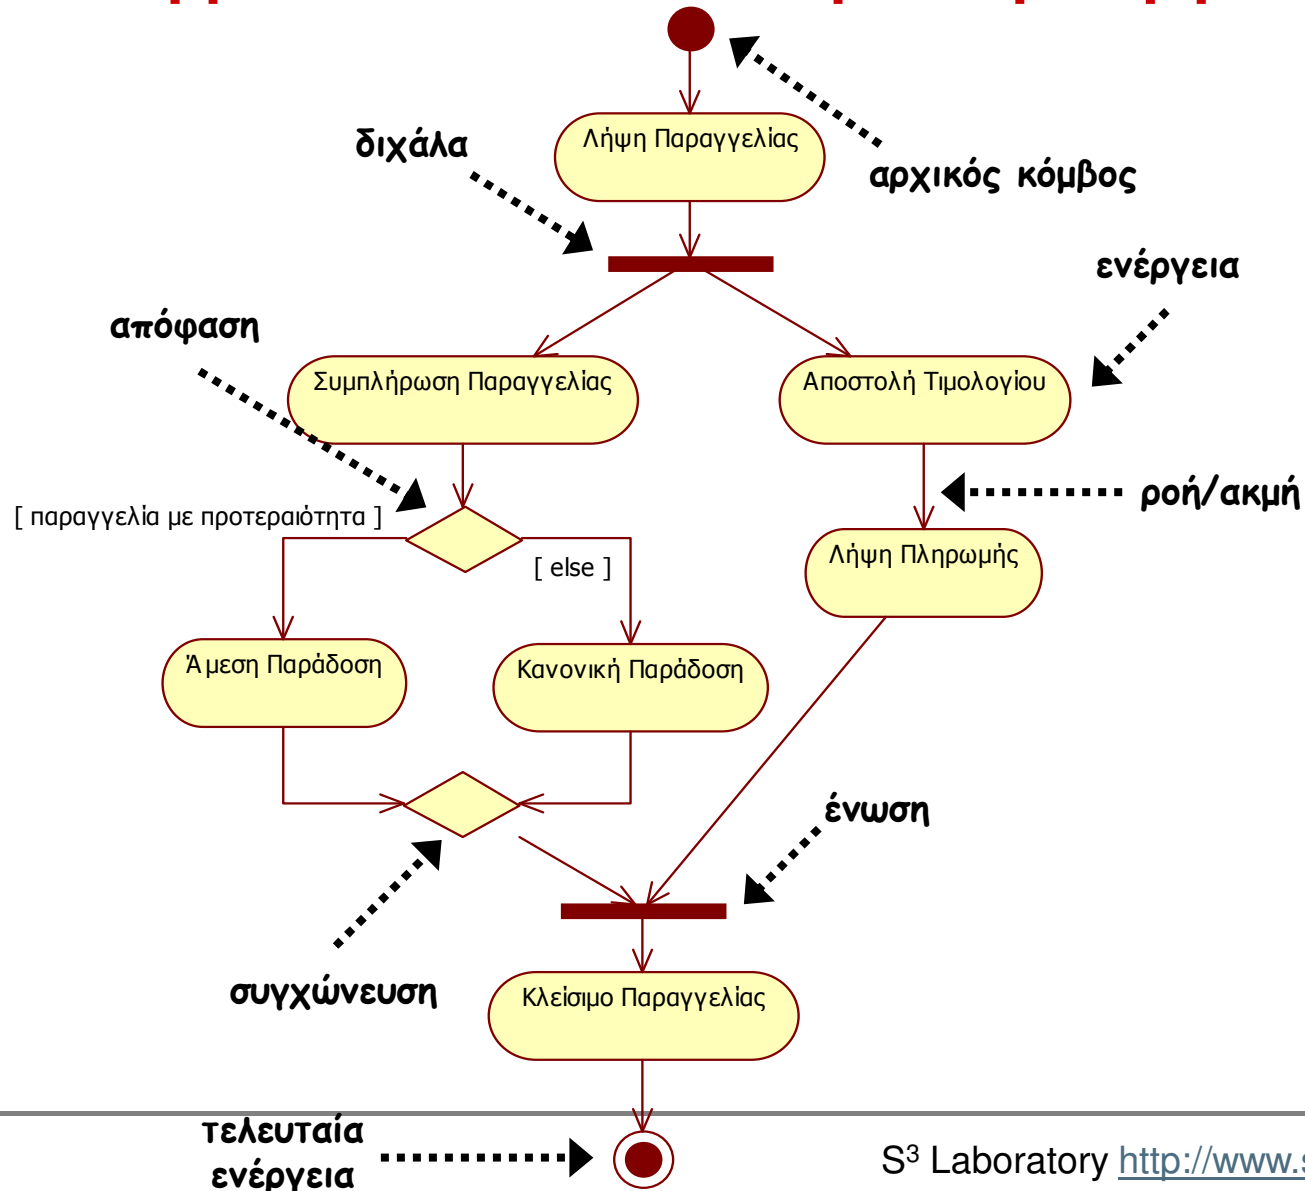 Λήψη Παραγγελίας
διχάλα
αρχικός κόμβος
ενέργεια
απόφαση
Συμπλήρωση Παραγγελίας
Αποστολή Τιμολογίου
ροή/ακμή
[ παραγγελία με προτεραιότητα ]
[ else ]
Λήψη Πληρωμής
Άμεση Παράδοση
Κανονική Παράδοση
ένωση
συγχώνευση
Κλείσιμο Παραγγελίας
τελευταία
ενέργεια
S³ Laboratory http://www.s